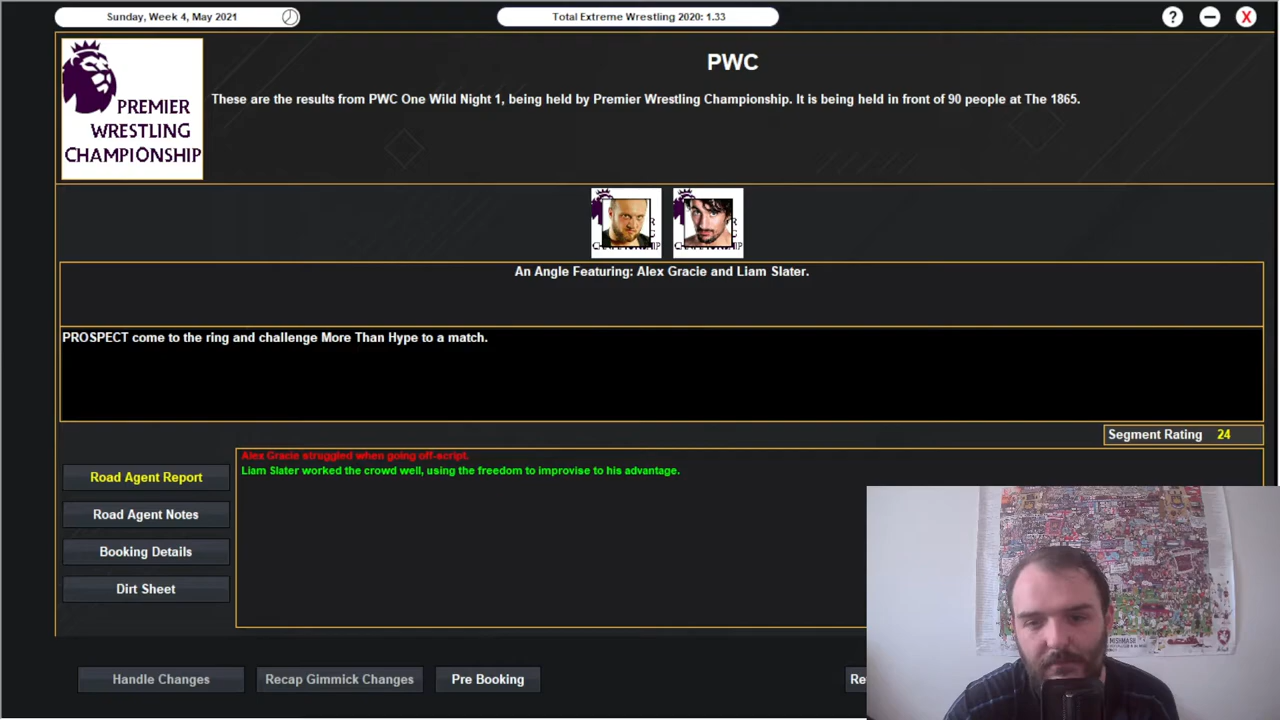 Sunday, Week 4, May 2021
Total Extreme Wrestling 2020: 1.33
?
X
PWC
PREMIER
WRESTLING
CHAMPIONSHIP
These are the results from PWC One Wild Night 1, being held by Premier Wrestling Championship. It is being held in front of 90 people at The 1865.
An Angle Featuring: Alex Gracie and Liam Slater.
PROSPECT come to the ring and challenge More Than Hype to a match.
Segment Rating 24
Alex Gracie struggled when going off-script.
Liam Slater worked the crowd well, using the freedom to improvise to his advantage.
Road Agent Report
Road Agent Notes
Booking Details
Dirt Sheet
Handle Changes
Recap Gimmick Changes
Pre Booking